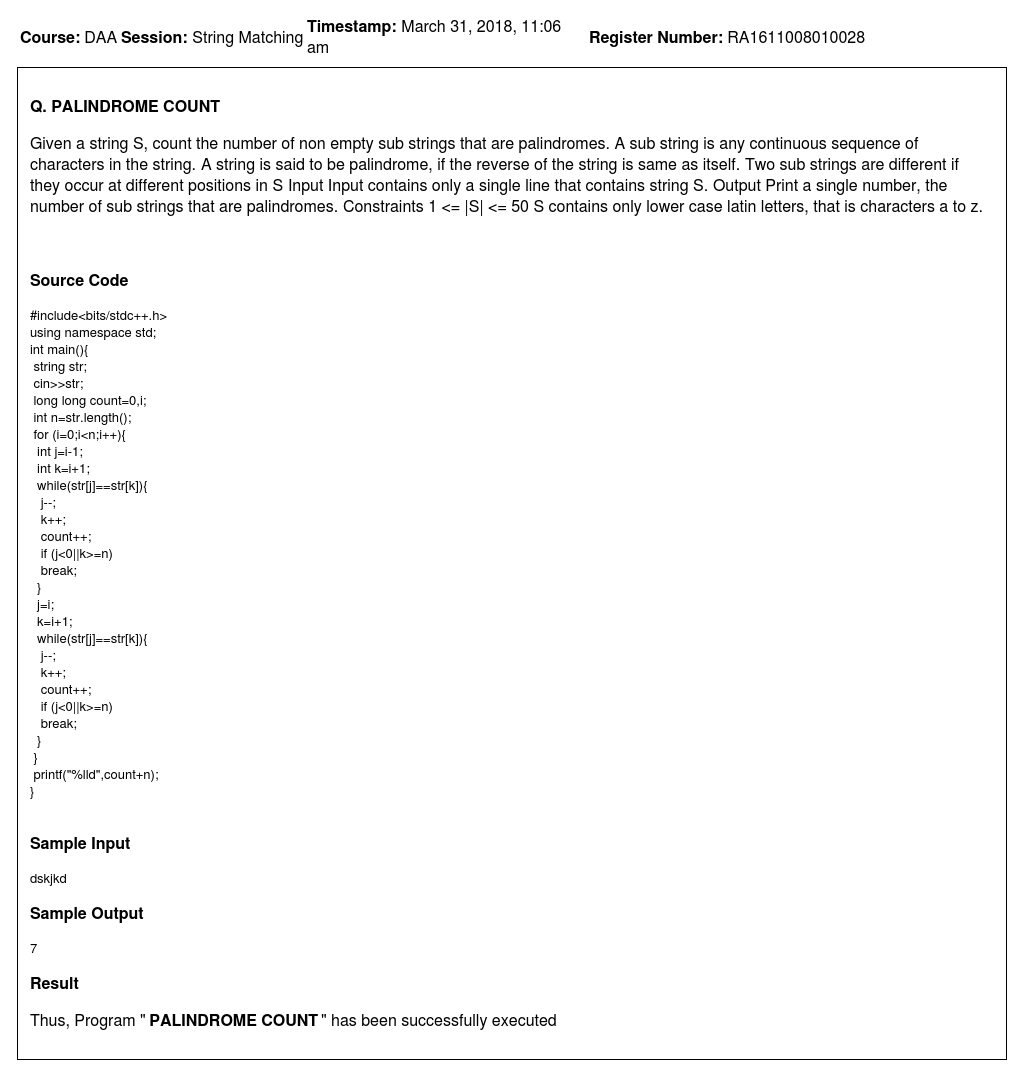 Course: DAA Session: String Matching Timestamp: March 31, 2018, 11:06 am Register Number: RA1611008010028
Q. PALINDROME COUNT
Given a string S, count the number of non empty sub strings that are palindromes. A sub string is any continuous sequence of
characters in the string. A string is said to be palindrome, if the reverse of the string is same as itself. Two sub strings are different if
they occur at different positions in S Input Input contains only a single line that contains string S. Output Print a single number, the
number of sub strings that are palindromes. Constraints 1 <= |S| <= 50 S contains only lower case latin letters, that is characters a to z.
Source Code
#include<bits/stdc++.h>
using namespace std;
int main(){
 string str;
 cin>>str;
 long long count=0,i;
 int n=str.length();
 for (i=0;i<n;i++){
  int j=i-1;
  int k=i+1;
  while(str[j]==str[k]){
   j--;
   k++;
   count++;
   if (j<0||k>=n)
   break;
  }
  j=i;
  k=i+1;
  while(str[j]==str[k]){
   j--;
   k++;
   count++;
   if (j<0||k>=n)
   break;
  }
 }
 printf("%lld",count+n);
}
Sample Input
dskjkd
Sample Output
7
Result
Thus, Program " PALINDROME COUNT " has been successfully executed